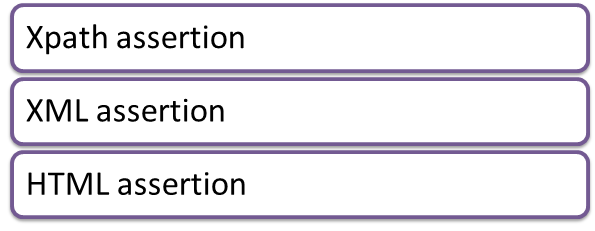 Xpath assertion
XML assertion
HTML assertion